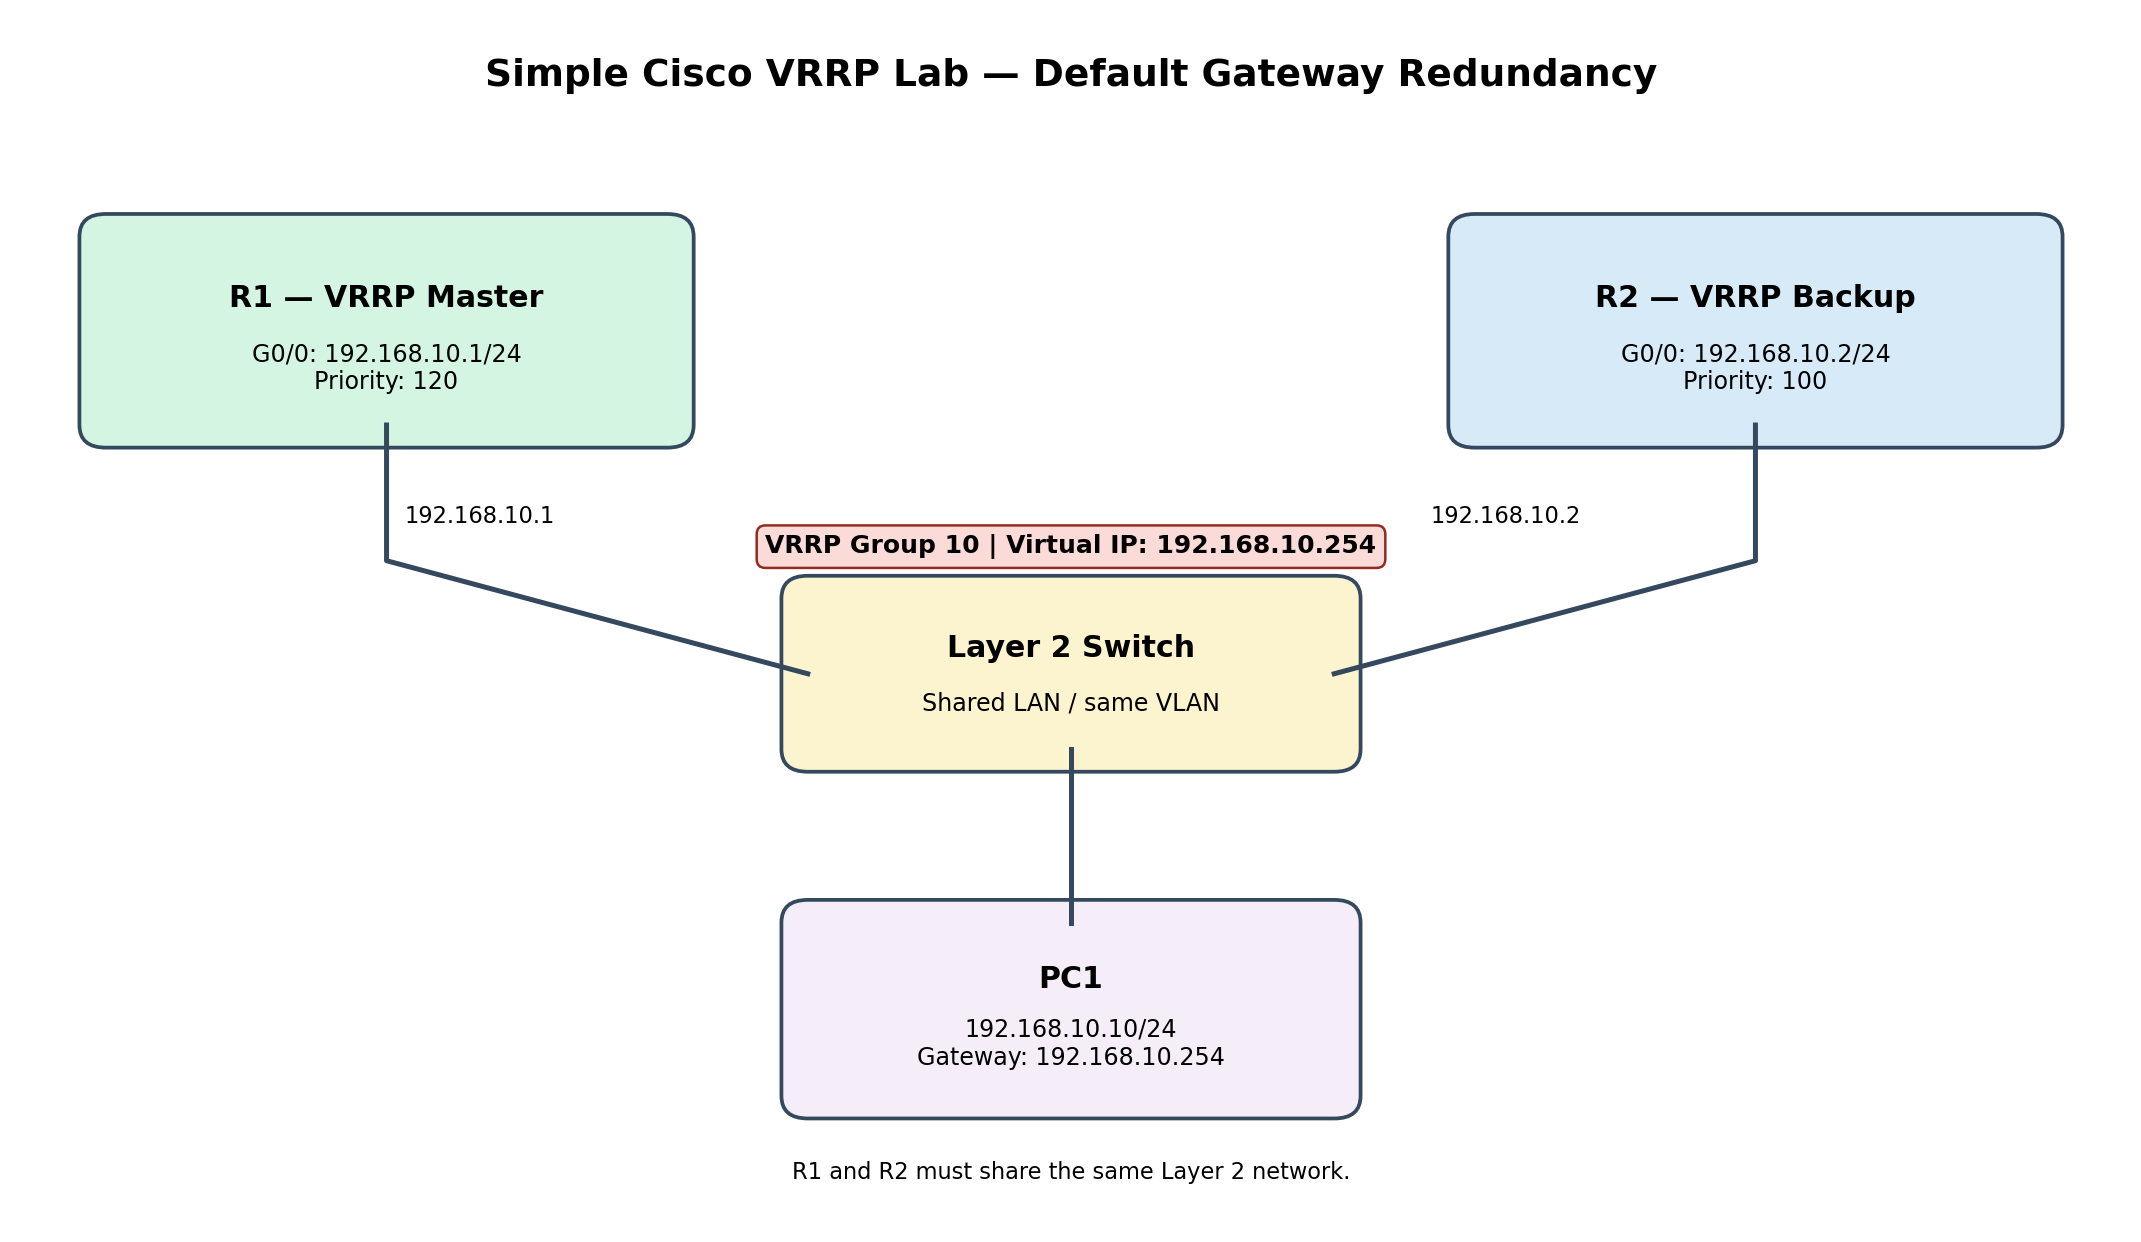 Simple Cisco VRRP Lab — Default Gateway Redundancy
R1 — VRRP Master
G0/0: 192.168.10.1/24
Priority: 120
R2 — VRRP Backup
G0/0: 192.168.10.2/24
Priority: 100
192.168.10.1
192.168.10.2
VRRP Group 10 | Virtual IP: 192.168.10.254
Layer 2 Switch
Shared LAN / same VLAN
PC1
192.168.10.10/24
Gateway: 192.168.10.254
R1 and R2 must share the same Layer 2 network.